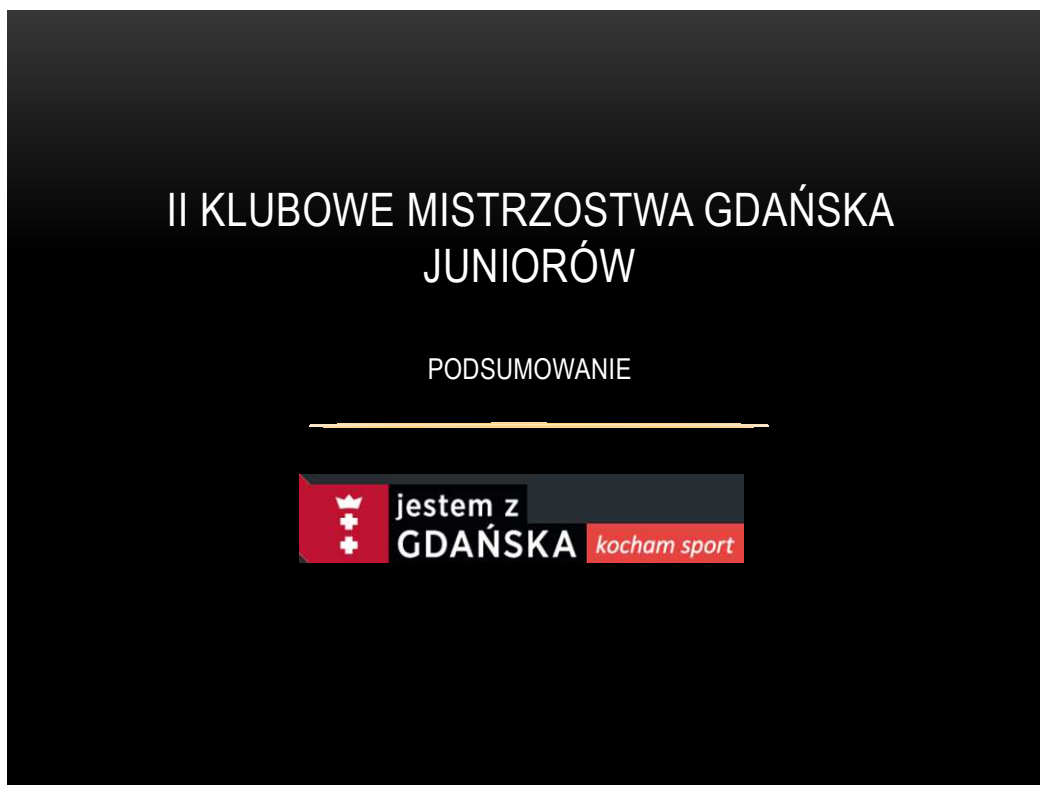 II KLUBOWE MISTRZOSTWA GDAŃSKA
JUNIORÓW
PODSUMOWANIE
jestem z
GDAŃSKA kocham sport